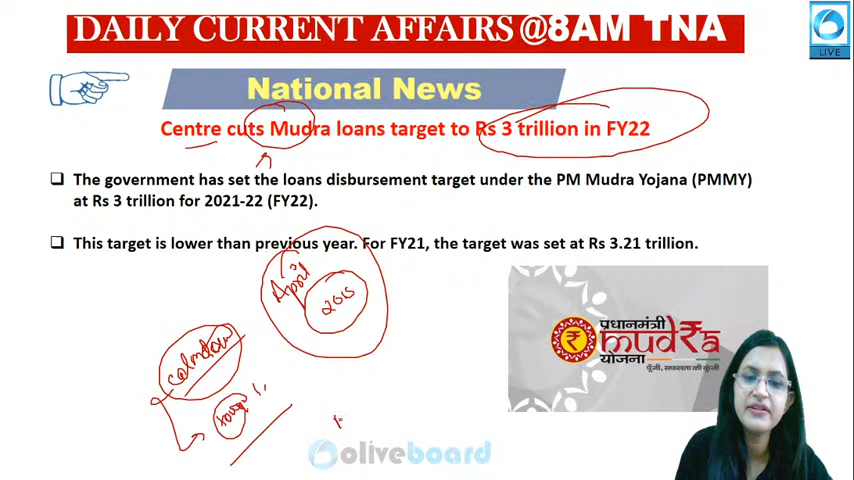 DAILY CURRENT AFFAIRS @8AM TNA
6
LIVE
National News
Centre cuts Mudra loans target to Rs 3 trillion in FY22
❑ The government has set the loans disbursement target under the PM Mudra Yojana (PMMY)
at Rs 3 trillion for 2021-22 (FY22).
❑ This target is lower than previous year. For FY21, the target was set at Rs 3.21 trillion.
April
2015
प्रधानमंत्री
mudra
योजना
पूँजी, सफलता की कुंजी
oliveboard